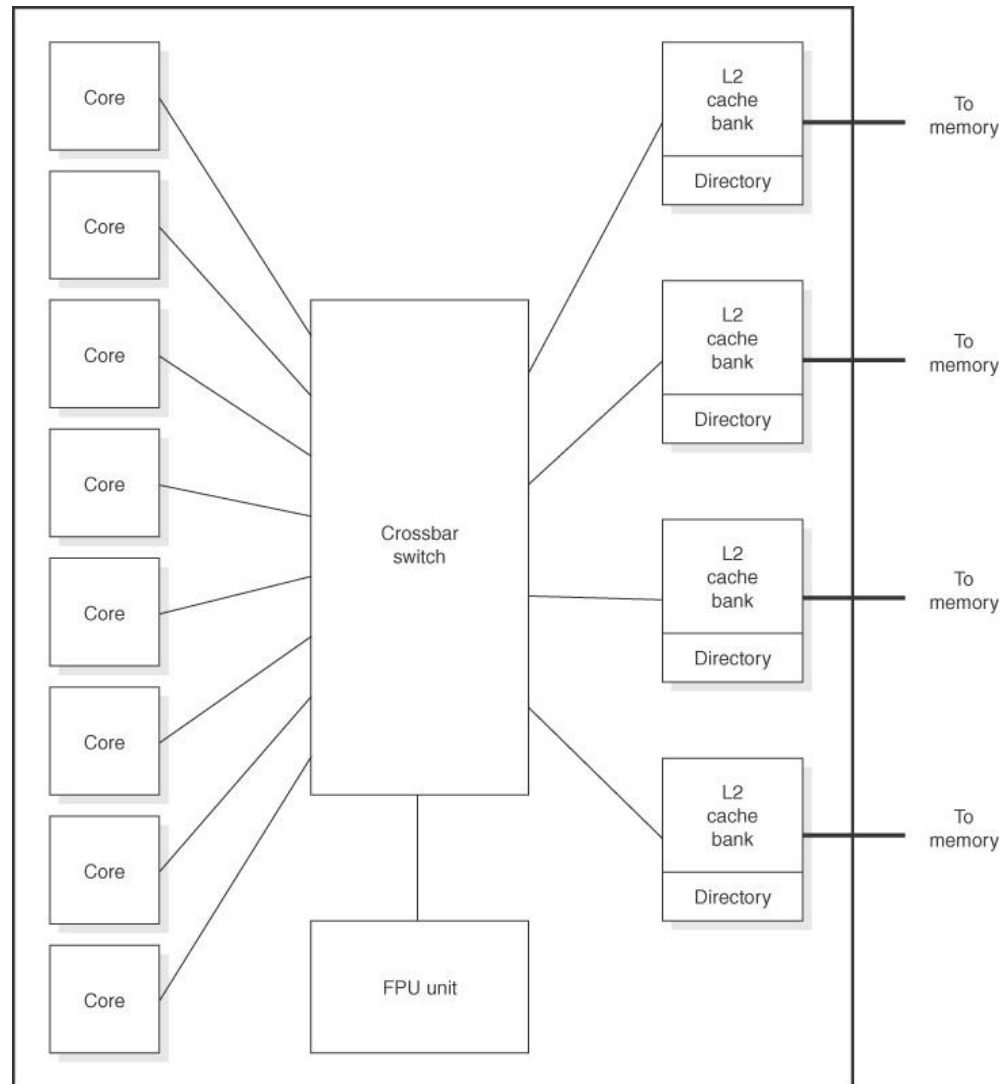 Core
Core
Core
Core
Core
Core
Core
Core
Crossbar
switch
FPU unit
L2
cache
bank
Directory
To
memory
L2
cache
bank
Directory
To
memory
L2
cache
bank
Directory
To
memory
L2
cache
bank
Directory
To
memory